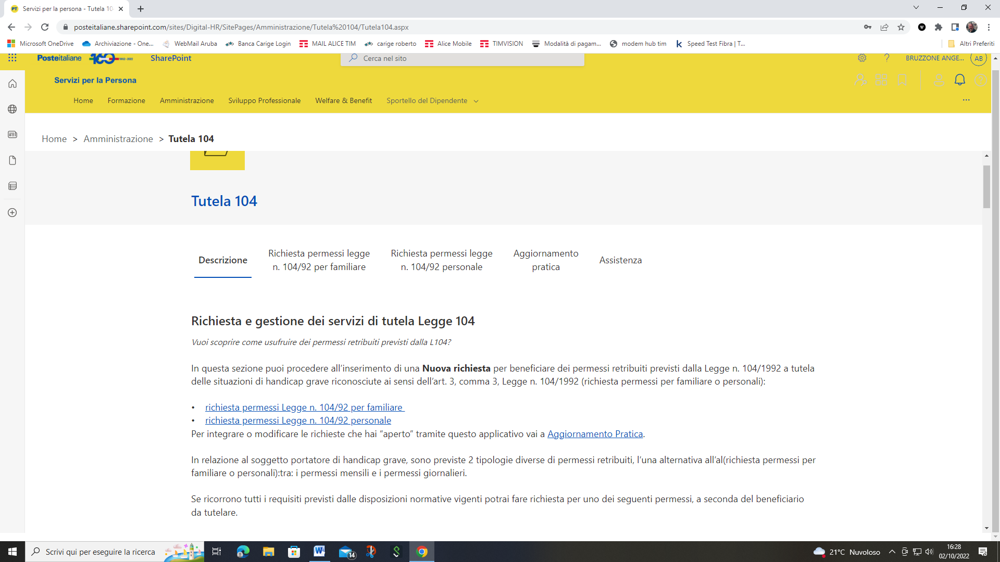 Servizi per la persona - Tutela 10
posteitaliane.sharepoint.com/sites/Digital-HR/SitePages/Amministrazione/Tutela%20104/Tutela104.aspx
Microsoft OneDrive
Archiviazione - One...
WebMail Aruba
Banca Carige Login
MAIL ALICE TIM
carige roberto
Alice Mobile
TIMVISION
Modalità di pagam...
modem hub tim
Speed Test Fibra | T...
Altri Preferiti
Posteitaliane
160
1862-2022
SharePoint
Cerca nel sito
BRUZZONE ANGE...
AB
Servizi per la Persona
Home
Formazione
Amministrazione
Sviluppo Professionale
Welfare & Benefit
Sportello del Dipendente
Home > Amministrazione > Tutela 104
Tutela 104
Descrizione
Richiesta permessi legge
n. 104/92 per familiare
Richiesta permessi legge
n. 104/92 personale
Aggiornamento
pratica
Assistenza
Richiesta e gestione dei servizi di tutela Legge 104
Vuoi scoprire come usufruire dei permessi retribuiti previsti dalla L104?
In questa sezione puoi procedere all’inserimento di una Nuova richiesta per beneficiare dei permessi retribuiti previsti dalla Legge n. 104/1992 a tutela
delle situazioni di handicap grave riconosciute ai sensi dell’art. 3, comma 3, Legge n. 104/1992 (richiesta permessi per familiare o personali):
• richiesta permessi Legge n. 104/92 per familiare
• richiesta permessi Legge n. 104/92 personale
Per integrare o modificare le richieste che hai “aperto” tramite questo applicativo vai a Aggiornamento Pratica.
In relazione al soggetto portatore di handicap grave, sono previste 2 tipologie diverse di permessi retribuiti, l’una alternativa all’al(richiesta permessi per
familiare o personali):tra: i permessi mensili e i permessi giornalieri.
Se ricorrono tutti i requisiti previsti dalle disposizioni normative vigenti potrai fare richiesta per uno dei seguenti permessi, a seconda del beneficiario
da tutelare.
Scrivi qui per eseguire la ricerca
14
21°C Nuvoloso
16:28
02/10/2022